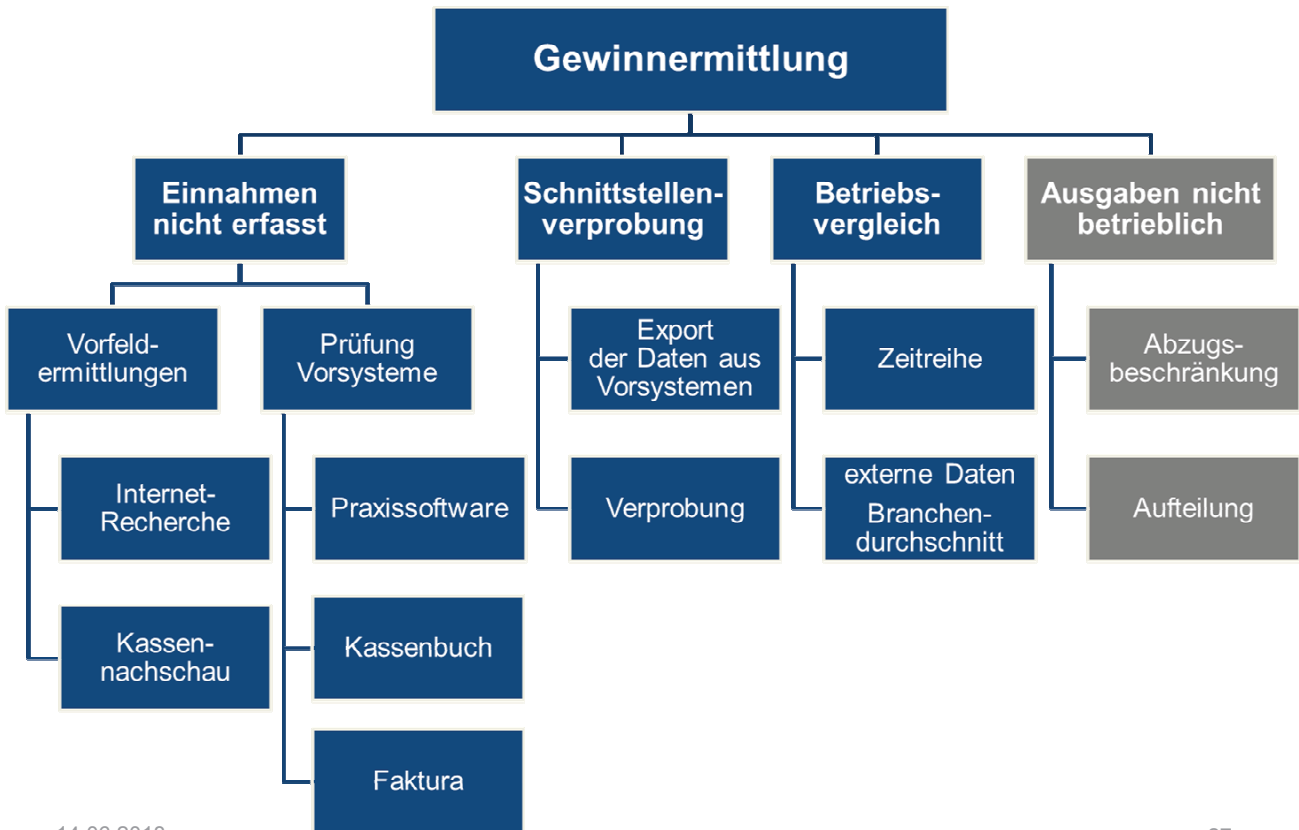 Gewinnermittlung
Einnahmen
nicht erfasst
Schnittstellen-
verprobung
Betriebs-
vergleich
Ausgaben nicht
betrieblich
Vorfeld-
ermittlungen
Prüfung
Vorsysteme
Export
der Daten aus
Vorsystemen
Zeitreihe
Abzugs-
beschränkung
Internet-
Recherche
Praxissoftware
Verprobung
externe Daten
Branchen-
durchschnitt
Aufteilung
Kassen-
nachschau
Kassenbuch
Faktura